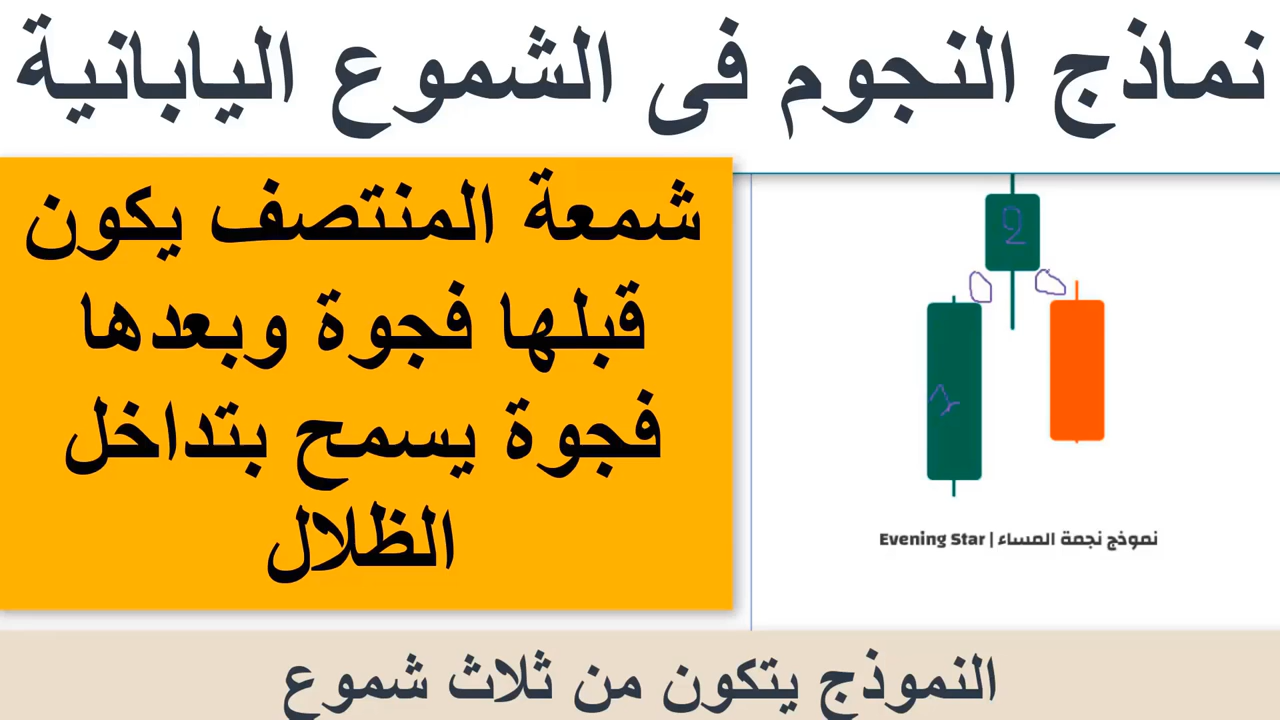 نماذج النجوم فى الشموع اليابانية
شمعة المنتصف يكون
قبلها فجوة وبعدها
فجوة يسمح بتداخل
الظلال
2
نموذج نجمة المساء | Evening Star
النموذج يتكون من ثلاث شموع